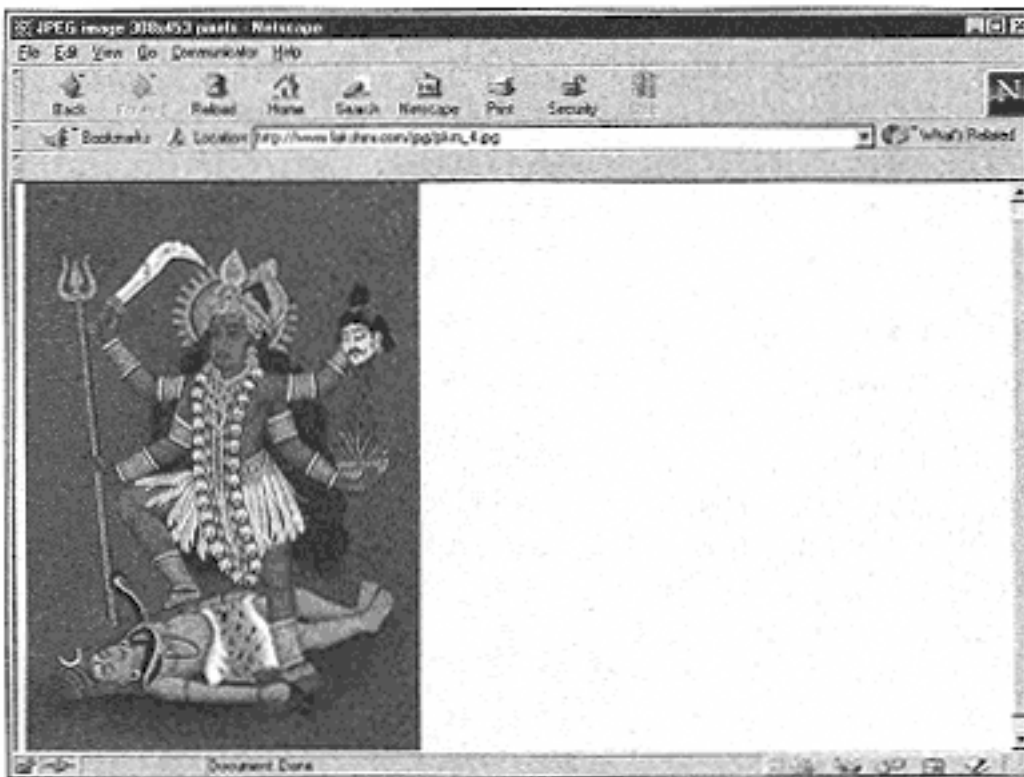 JPEG image 308x453 pixels - Netscape
File Edit View Go Communicator Help
Back Reload Home Search Netscape Print Security
Bookmarks Location What's Related
N
Document Done